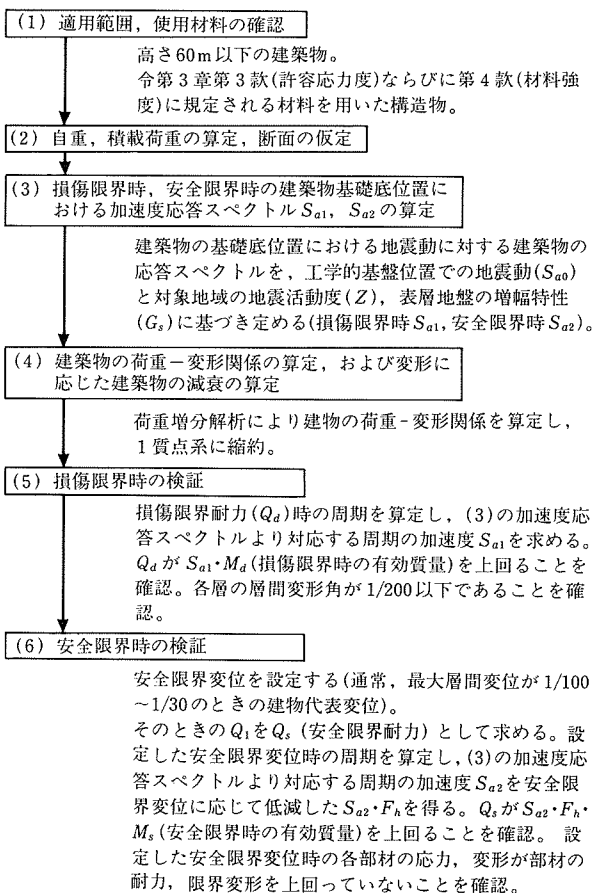 (1) 適用範囲，使用材料の確認
高さ60m以下の建築物。
令第3章第3款(許容応力度)ならびに第4款(材料強
度)に規定される材料を用いた構造物。
(2) 自重，積載荷重の算定，断面の仮定
(3) 損傷限界時，安全限界時の建築物基礎底位置に
おける加速度応答スペクトルSa1，Sa2の算定
建築物の基礎底位置における地震動に対する建築物の
応答スペクトルを，工学的基盤位置での地震動(Sa0)
と対象地域の地震活動度(Z)，表層地盤の増幅特性
(Gs)に基づき定める(損傷限界時Sa1,安全限界時Sa2)。
(4) 建築物の荷重－変形関係の算定，および変形に
応じた建築物の減衰の算定
荷重増分解析により建物の荷重-変形関係を算定し，
1質点系に縮約。
(5) 損傷限界時の検証
損傷限界耐力(Qd)時の周期を算定し，(3)の加速度応
答スペクトルより対応する周期の加速度Sa1を求める。
QdがSa1・Md(損傷限界時の有効質量)を上回ることを
確認。各層の層間変形角が1/200以下であることを確
認。
(6) 安全限界時の検証
安全限界変位を設定する(通常，最大層間変位が1/100
～1/30のときの建物代表変位)。
そのときのQ1をQs（安全限界耐力）として求める。設
定した安全限界変位時の周期を算定し，(3)の加速度応
答スペクトルより対応する周期の加速度Sa2を安全限
界変位に応じて低減したSa2・Fhを得る。QsがSa2・Fh・
Ms(安全限界時の有効質量)を上回ることを確認。 設
定した安全限界変位時の各部材の応力，変形が部材の
耐力，限界変形を上回っていないことを確認。